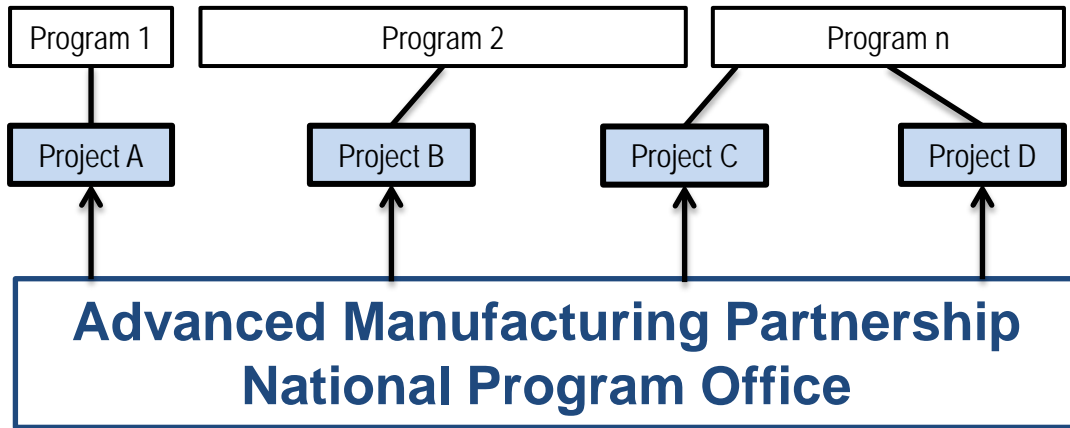 Program 1
Program 2
Program n
Project A
Project B
Project C
Project D
Advanced Manufacturing Partnership
National Program Office